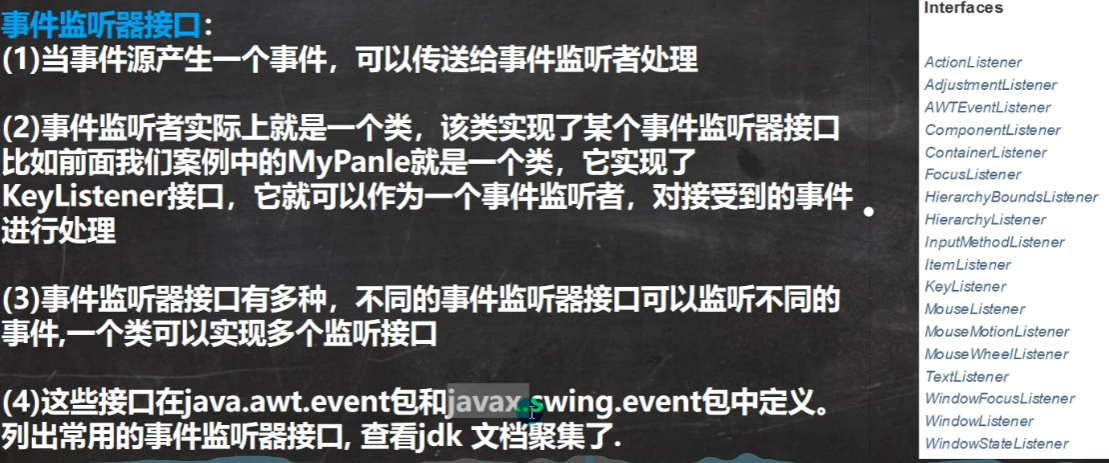 事件监听器接口：
(1)当事件源产生一个事件，可以传送给事件监听者处理
(2)事件监听者实际上就是一个类，该类实现了某个事件监听器接口
比如前面我们案例中的MyPanle就是一个类，它实现了
KeyListener接口，它就可以作为一个事件监听者，对接受到的事件
进行处理
(3)事件监听器接口有多种，不同的事件监听器接口可以监听不同的
事件,一个类可以实现多个监听接口
(4)这些接口在java.awt.event包和javax.swing.event包中定义。
列出常用的事件监听器接口, 查看jdk 文档聚集了.
Interfaces
ActionListener
AdjustmentListener
AWTEventListener
ComponentListener
ContainerListener
FocusListener
HierarchyBoundsListener
HierarchyListener
InputMethodListener
ItemListener
KeyListener
MouseListener
MouseMotionListener
MouseWheelListener
TextListener
WindowFocusListener
WindowListener
WindowStateListener